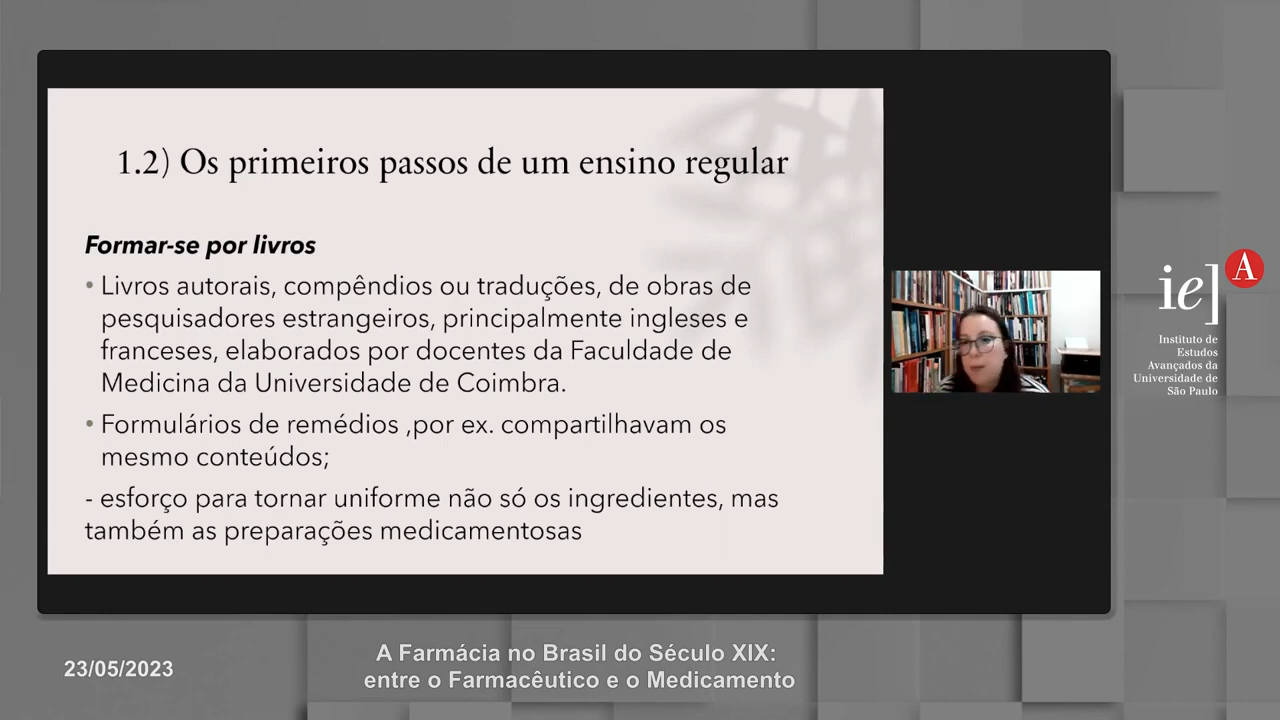 1.2) Os primeiros passos de um ensino regular
Formar-se por livros
• Livros autorais, compêndios ou traduções, de obras de
pesquisadores estrangeiros, principalmente ingleses e
franceses, elaborados por docentes da Faculdade de
Medicina da Universidade de Coimbra.
• Formulários de remédios ,por ex. compartilhavam os
mesmo conteúdos;
- esforço para tornar uniforme não só os ingredientes, mas
também as preparações medicamentosas
ie] A
Instituto de
Estudos
Avançados da
Universidade de
São Paulo
23/05/2023
A Farmácia no Brasil do Século XIX:
entre o Farmacêutico e o Medicamento